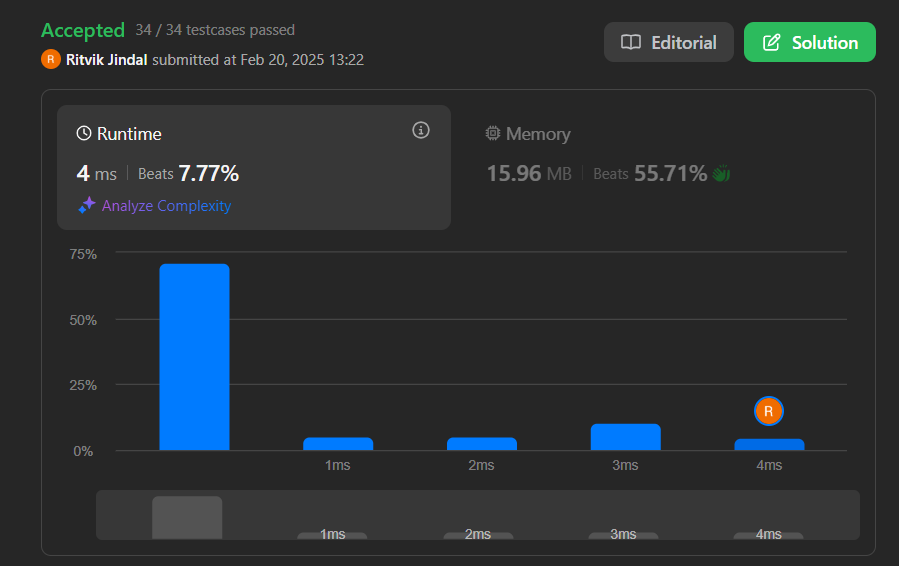 Accepted 34 / 34 testcases passed
Editorial
Solution
R Ritvik Jindal submitted at Feb 20, 2025 13:22
Runtime
4 ms Beats 7.77%
Analyze Complexity
Memory
15.96 MB Beats 55.71%
75%
50%
25%
0%
R
1ms 2ms 3ms 4ms
1ms 2ms 3ms 4ms